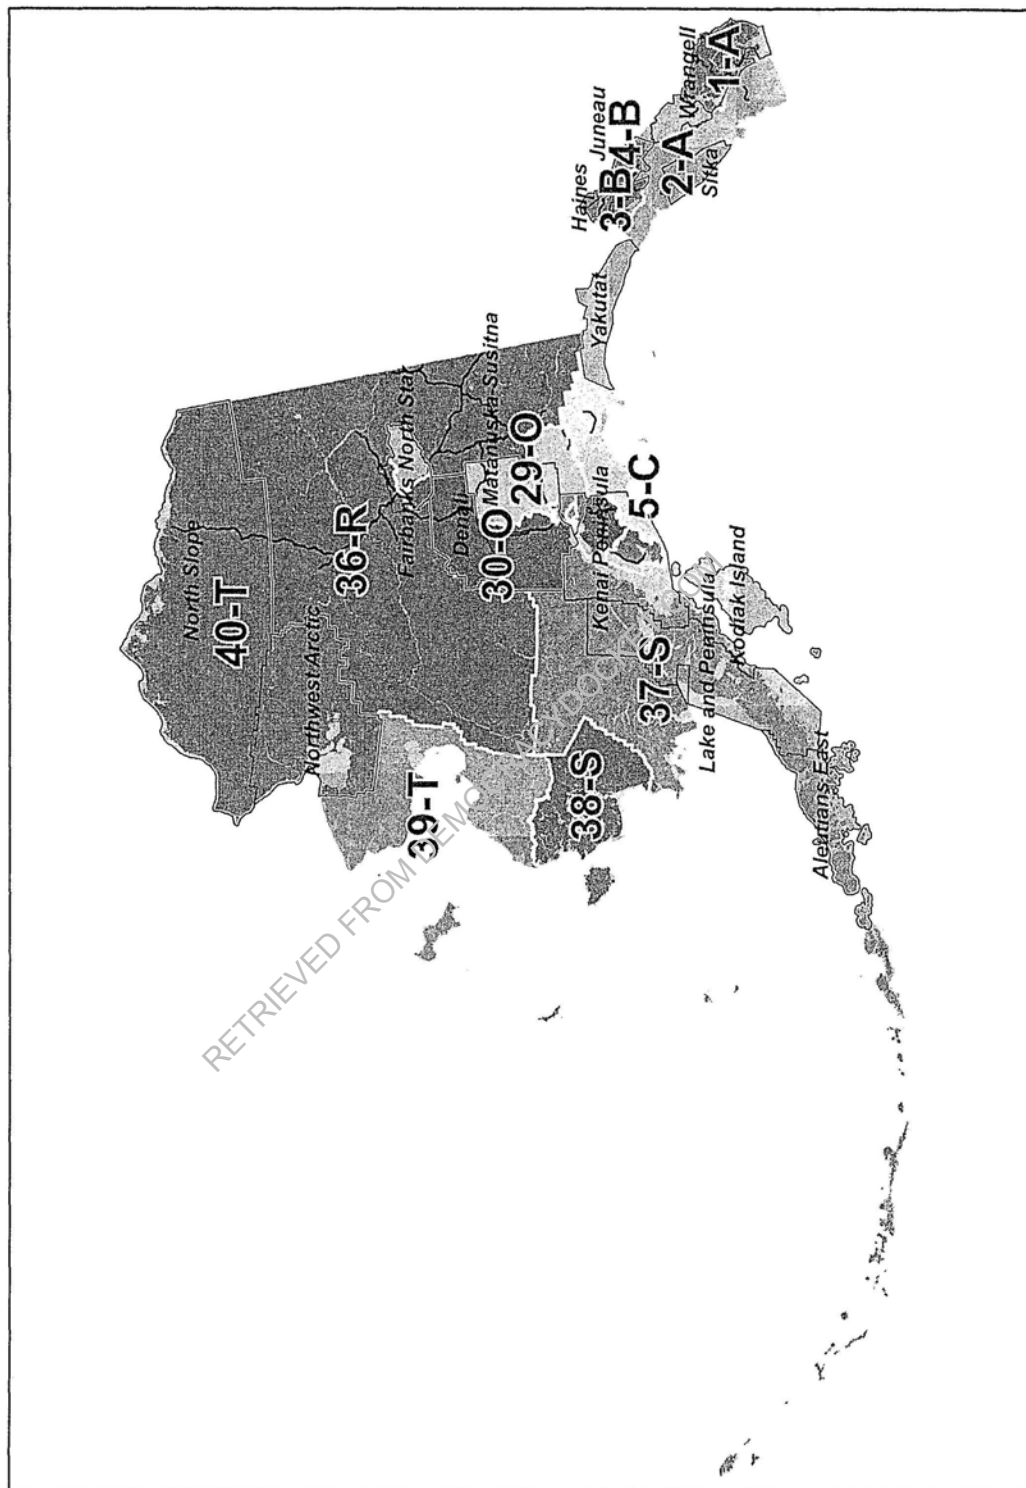 North Slope
40-T
Northwest Arctic
36-R
39-T
Fairbanks North Star
Denali
Matanuska-Susitna
30-O
29-O
38-S
37-S
Kenai Peninsula
5-C
Lake and Peninsula
Kodiak Island
Aleutians East
Yakutat
Haines
Juneau
3-B
4-B
2-A
Sitka
Wrangell
1-A
RETRIEVED FROM DEMOC